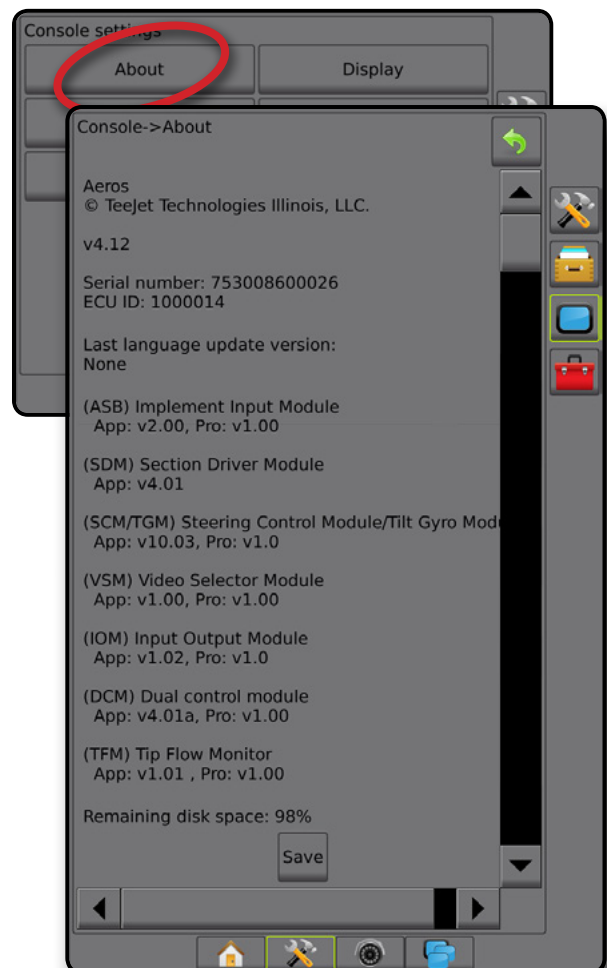 Console settings
About
Display
Console->About
Aeros
© TeeJet Technologies Illinois, LLC.
v4.12
Serial number: 753008600026
ECU ID: 1000014
Last language update version:
None
(ASB) Implement Input Module
App: v2.00, Pro: v1.00
(SDM) Section Driver Module
App: v4.01
(SCM/TGM) Steering Control Module/Tilt Gyro Modu
App: v10.03, Pro: v1.0
(VSM) Video Selector Module
App: v1.00, Pro: v1.00
(IOM) Input Output Module
App: v1.02, Pro: v1.0
(DCM) Dual control module
App: v4.01a, Pro: v1.00
(TFM) Tip Flow Monitor
App: v1.01 , Pro: v1.00
Remaining disk space: 98%
Save